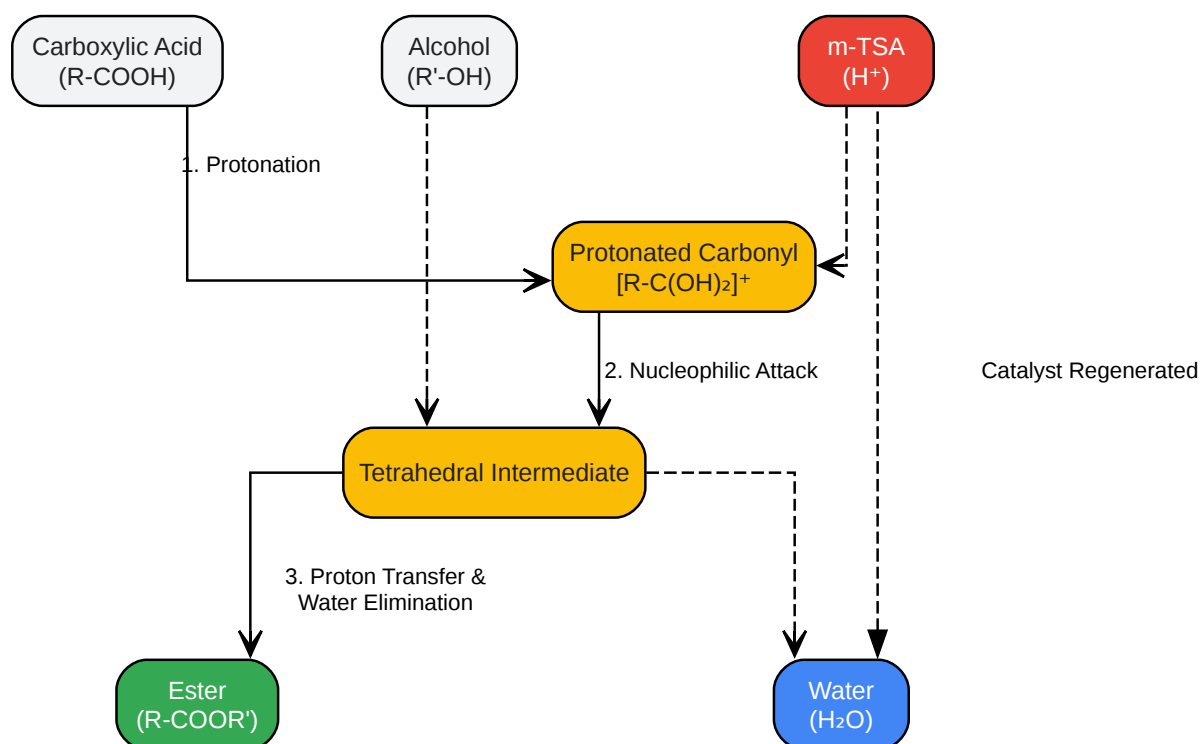 Carboxylic Acid
(R-COOH)
Alcohol
(R'-OH)
m-TSA
(H⁺)
1. Protonation
Protonated Carbonyl
[R-C(OH)₂]⁺
2. Nucleophilic Attack
Catalyst Regenerated
Tetrahedral Intermediate
3. Proton Transfer &
Water Elimination
Ester
(R-COOR')
Water
(H₂O)